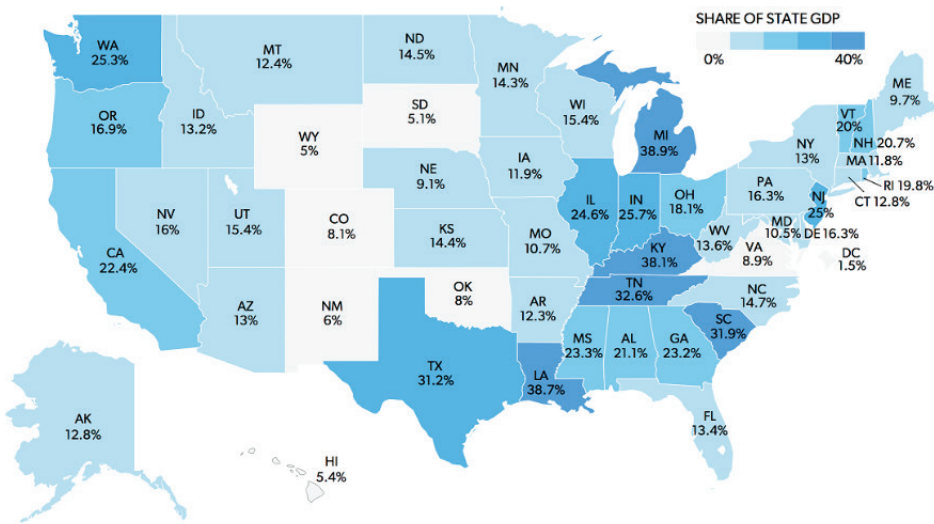 SHARE OF STATE GDP
0% 40%
WA
25.3%
MT
12.4%
ND
14.5%
MN
14.3%
ME
9.7%
OR
16.9%
ID
13.2%
WY
5%
SD
5.1%
WI
15.4%
MI
38.9%
VT
20%
NH 20.7%
NY
13%
MA 11.8%
RI 19.8%
CT 12.8%
NE
9.1%
IA
11.9%
PA
16.3%
NJ
25%
NV
16%
UT
15.4%
CO
8.1%
KS
14.4%
MO
10.7%
IL
24.6%
IN
25.7%
OH
18.1%
WV
13.6%
MD
10.5%
DE 16.3%
VA
8.9%
DC
1.5%
CA
22.4%
KY
38.1%
AZ
13%
NM
6%
OK
8%
AR
12.3%
TN
32.6%
NC
14.7%
SC
31.9%
MS
23.3%
AL
21.1%
GA
23.2%
TX
31.2%
LA
38.7%
FL
13.4%
AK
12.8%
HI
5.4%